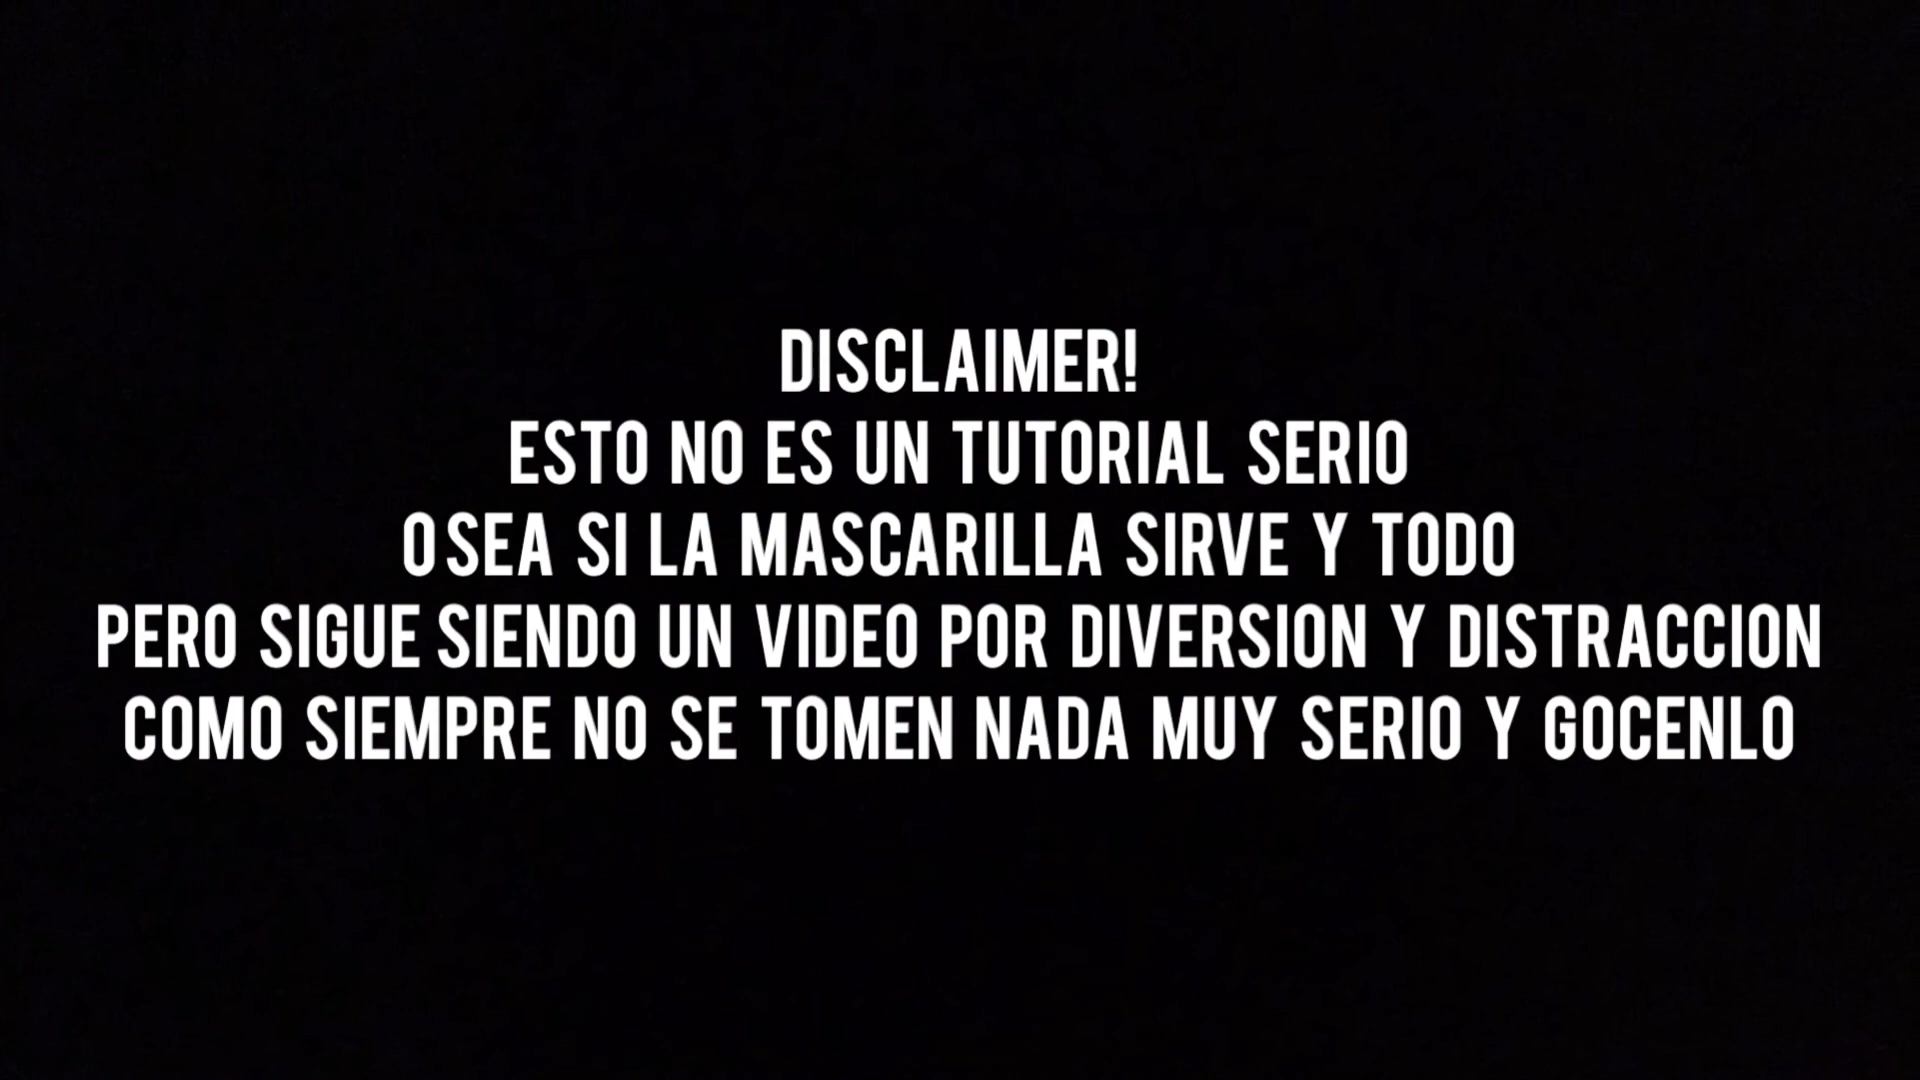 DISCLAIMER!
ESTO NO ES UN TUTORIAL SERIO
OSEA SI LA MASCARILLA SIRVE Y TODO
PERO SIGUE SIENDO UN VIDEO POR DIVERSION Y DISTRACCION
COMO SIEMPRE NO SE TOMEN NADA MUY SERIO Y GOCENLO